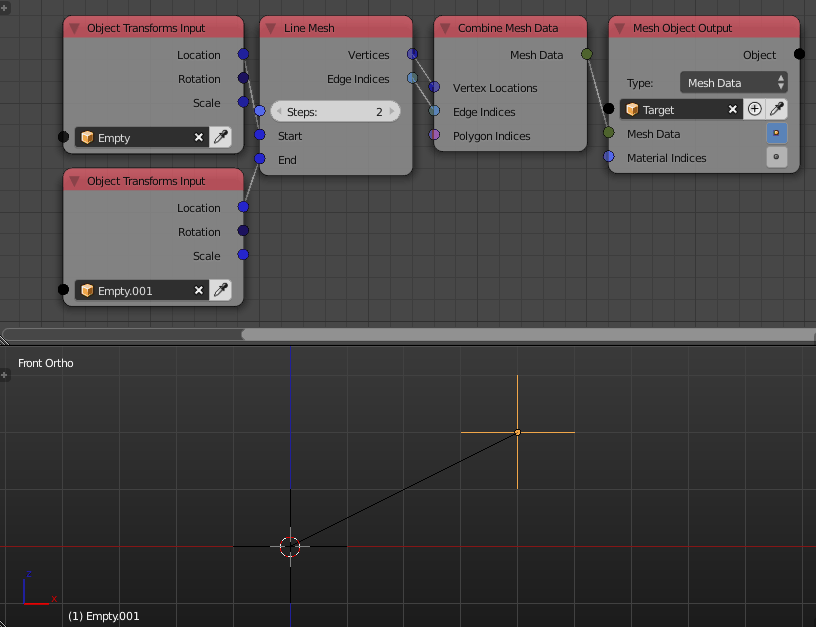 Object Transforms Input
Location
Rotation
Scale
Empty
Object Transforms Input
Location
Rotation
Scale
Empty.001
Line Mesh
Vertices
Edge Indices
Steps: 2
Start
End
Combine Mesh Data
Mesh Data
Vertex Locations
Edge Indices
Polygon Indices
Mesh Object Output
Object
Type: Mesh Data
Target
Mesh Data
Material Indices
Front Ortho
z
x
(1) Empty.001